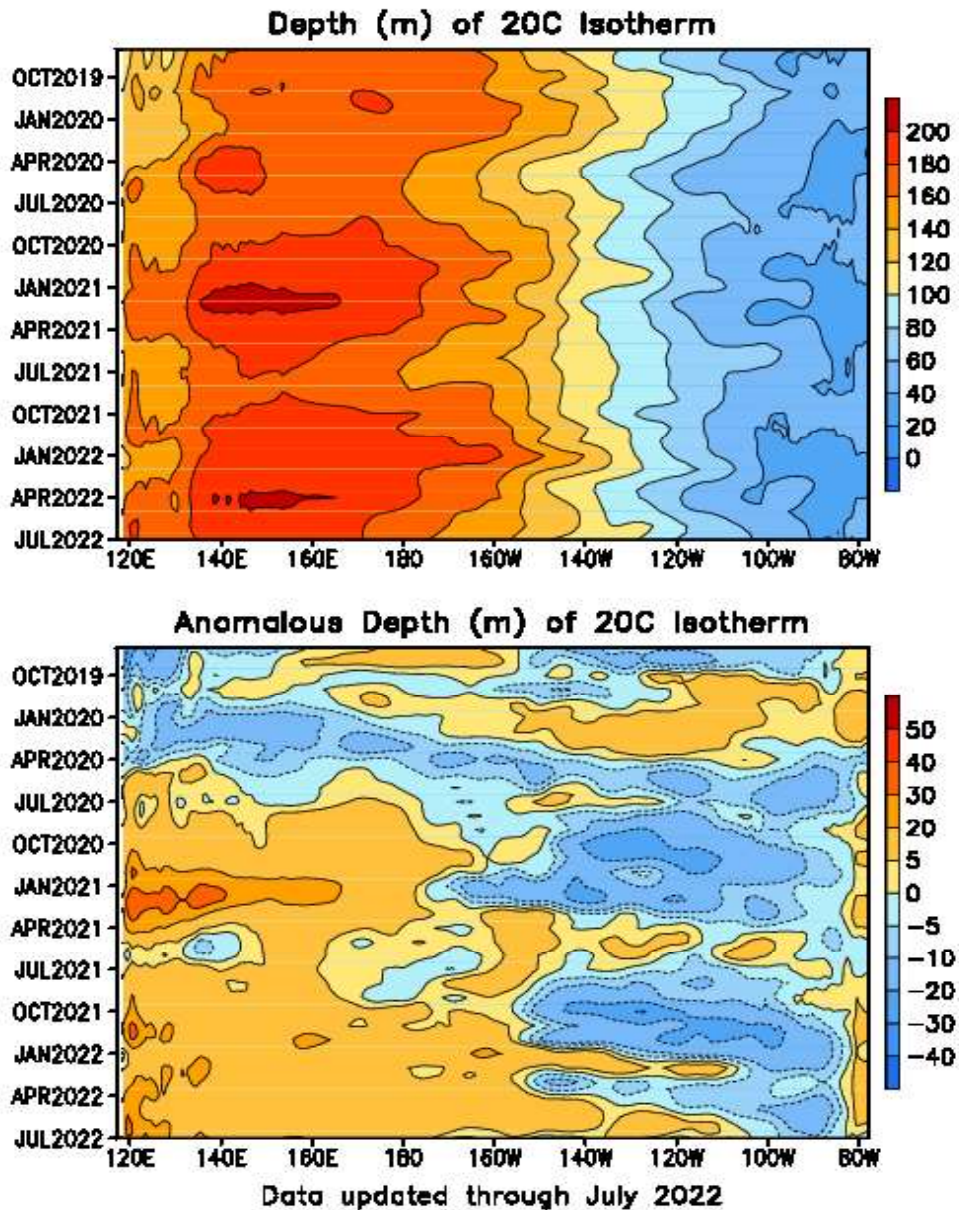 Depth (m) of 20C Isotherm
OCT2019
JAN2020
APR2020
JUL2020
OCT2020
JAN2021
APR2021
JUL2021
OCT2021
JAN2022
APR2022
JUL2022
120E 140E 160E 180 160W 140W 120W 100W 80W
200
180
160
140
120
100
80
60
40
20
0
Anomalous Depth (m) of 20C Isotherm
OCT2019
JAN2020
APR2020
JUL2020
OCT2020
JAN2021
APR2021
JUL2021
OCT2021
JAN2022
APR2022
JUL2022
120E 140E 160E 180 160W 140W 120W 100W 80W
50
40
30
20
5
0
-5
-10
-20
-30
-40
Data updated through July 2022